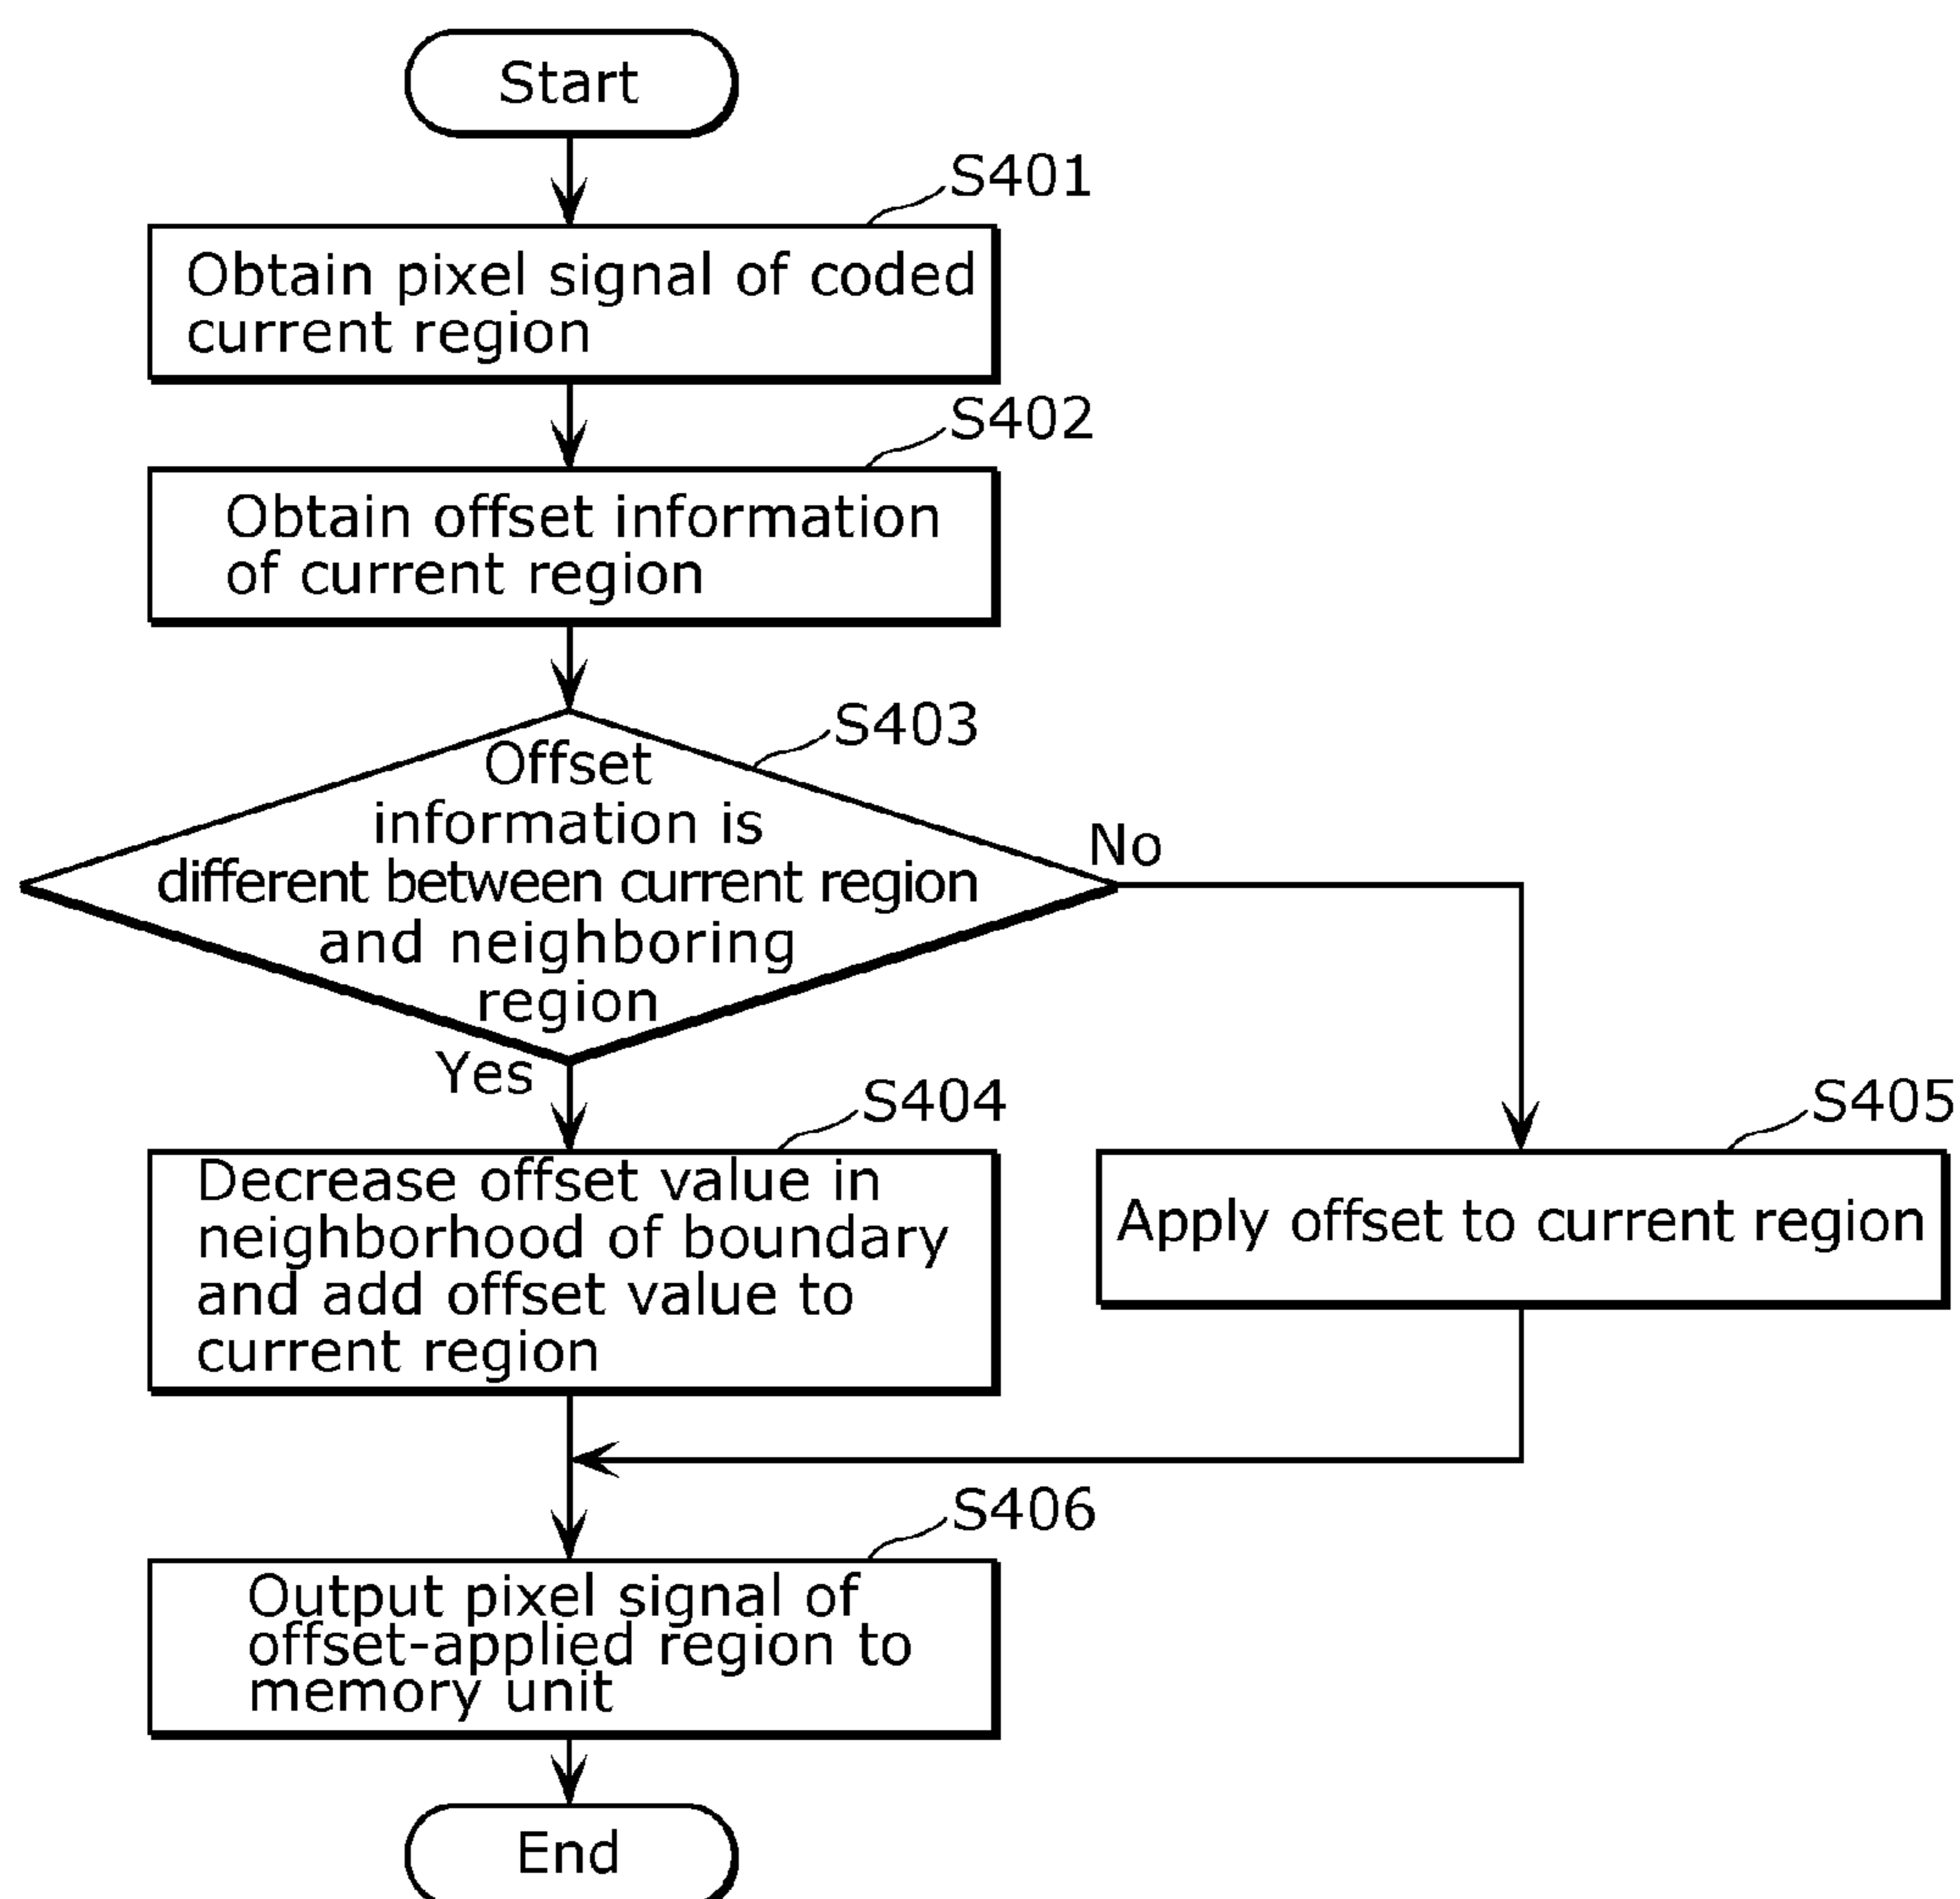 Start
S401
Obtain pixel signal of coded
current region
S402
Obtain offset information
of current region
S403
Offset
information is
different between current region
and neighboring
region
No
Yes
S404
Decrease offset value in
neighborhood of boundary
and add offset value to
current region
S405
Apply offset to current region
S406
Output pixel signal of
offset-applied region to
memory unit
End